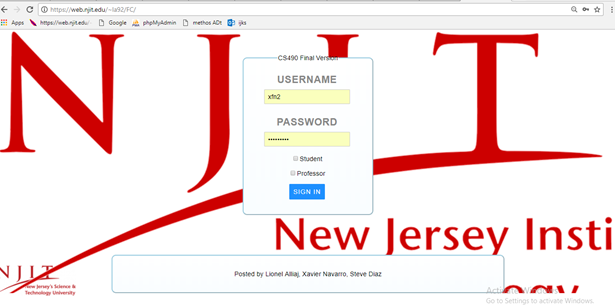 https://web.njit.edu/~la92/FC/
Apps
https://web.njit.edu/
Google
phpMyAdmin
methos ADt
ijks
CS490 Final Version
USERNAME
xfn2
PASSWORD
•••••••••
Student
Professor
SIGN IN
NJIT
New Jersey Insti
Posted by Lionel Alliaj, Xavier Navarro, Steve Diaz
NJIT
New Jersey's Science &
Technology University
Activate Windows
Go to Settings to activate Windows.